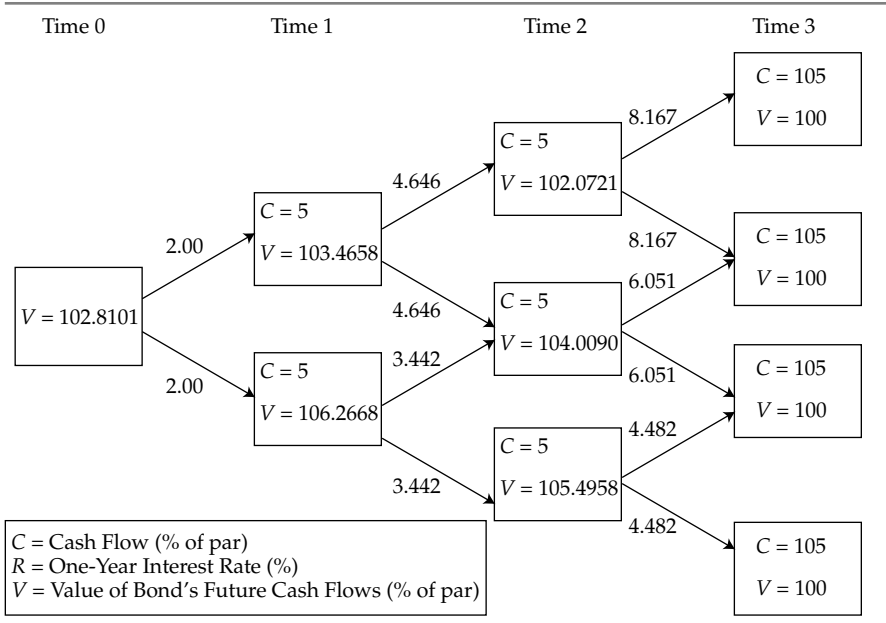 Time 0 Time 1 Time 2 Time 3
C = 105
V = 100
8.167
C = 5
V = 102.0721
4.646
8.167
C = 5
V = 103.4658
2.00
C = 105
V = 100
6.051
4.646
C = 5
V = 104.0090
V = 102.8101
3.442
6.051
C = 5
V = 106.2668
2.00
C = 105
V = 100
4.482
C = 5
V = 105.4958
3.442
4.482
C = 105
V = 100
C = Cash Flow (% of par)
R = One-Year Interest Rate (%)
V = Value of Bond's Future Cash Flows (% of par)